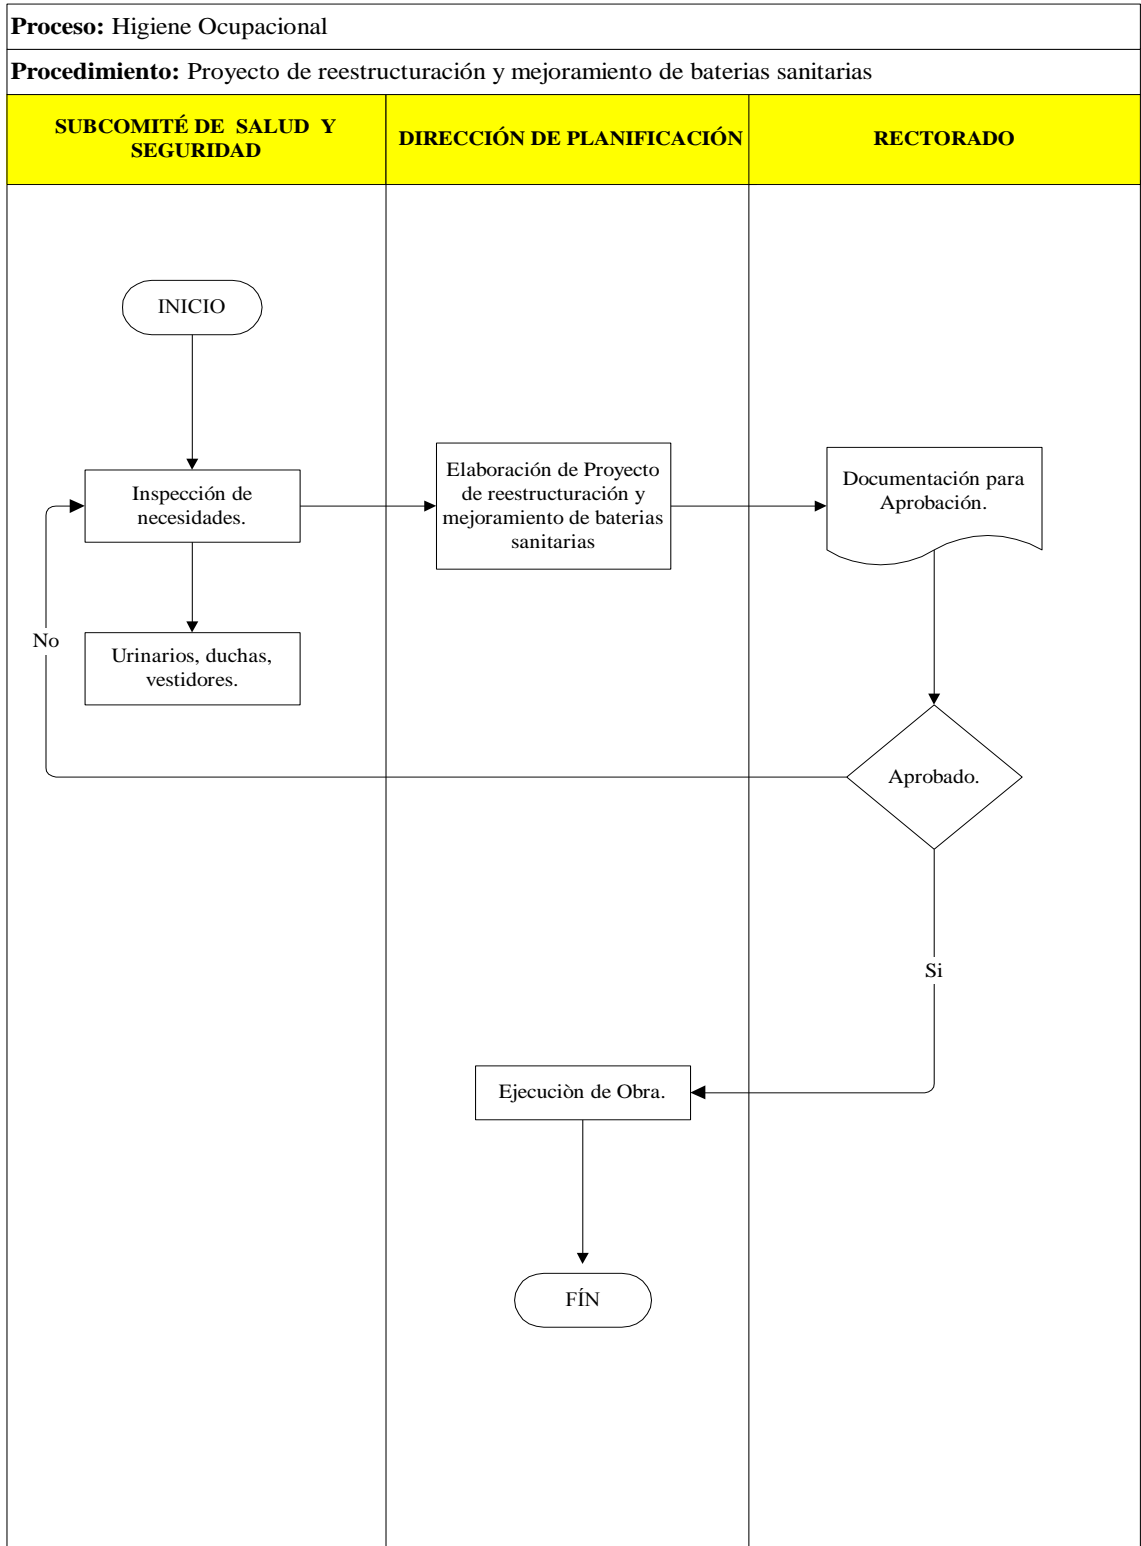 Proceso: Higiene Ocupacional
Procedimiento: Proyecto de reestructuración y mejoramiento de baterias sanitarias
SUBCOMITÉ DE SALUD Y
SEGURIDAD
DIRECCIÓN DE PLANIFICACIÓN
RECTORADO
INICIO
Inspección de
necesidades.
Elaboración de Proyecto
de reestructuración y
mejoramiento de baterias
sanitarias
Documentación para
Aprobación.
No
Urinarios, duchas,
vestidores.
Aprobado.
Si
Ejecuciòn de Obra.
FÍN